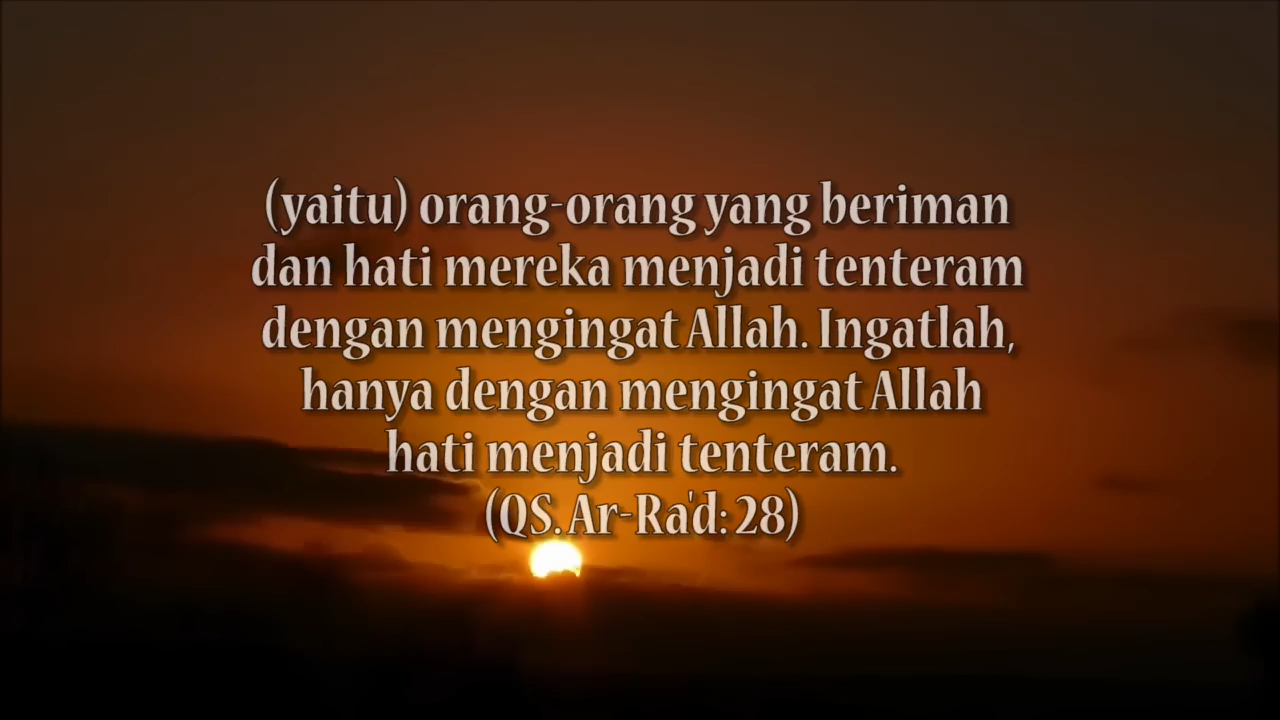 (yaitu) orang-orang yang beriman
dan hati mereka menjadi tenteram
dengan mengingat Allah. Ingatlah,
hanya dengan mengingat Allah
hati menjadi tenteram.
(QS. Ar-Ra'd: 28)